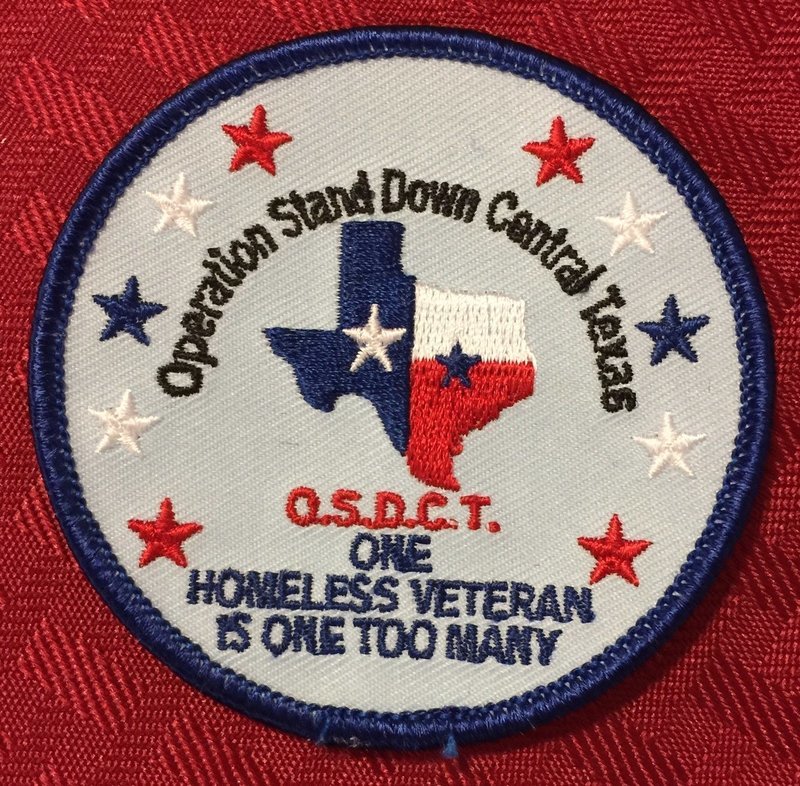 Operation Stand Down Central Texas
O.S.D.C.T.
ONE
HOMELESS VETERAN
IS ONE TOO MANY